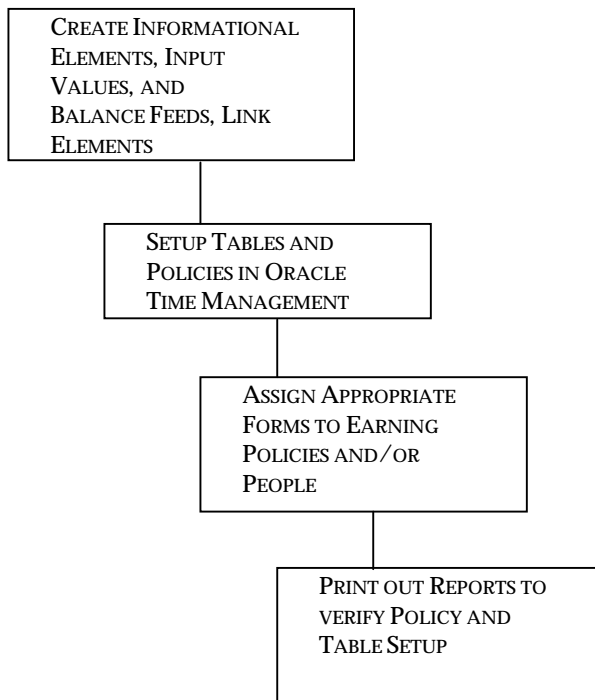 CREATE INFORMATIONAL
ELEMENTS, INPUT
VALUES, AND
BALANCE FEEDS, LINK
ELEMENTS
SETUP TABLES AND
POLICIES IN ORACLE
TIME MANAGEMENT
ASSIGN APPROPRIATE
FORMS TO EARNING
POLICIES AND/OR
PEOPLE
PRINT OUT REPORTS TO
VERIFY POLICY AND
TABLE SETUP